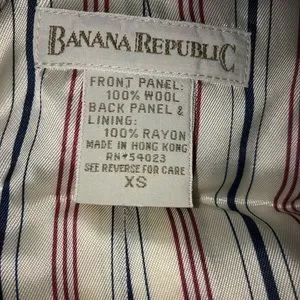 BANANA REPUBLIC
FRONT PANEL:
100% WOOL
BACK PANEL &
LINING:
100% RAYON
MADE IN HONG KONG
RN#54023
SEE REVERSE FOR CARE
XS